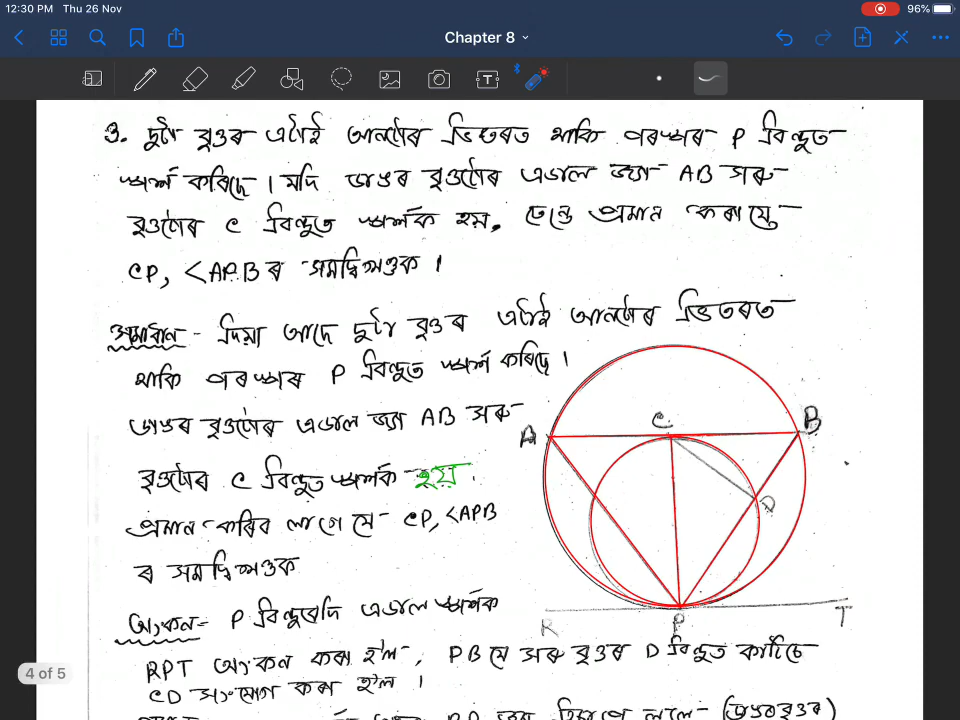 12:30 PM Thu 26 Nov
96%
Chapter 8
৩. দুটা বৃত্তৰ এটাই আনটোৰ ভিতৰত থাকি পৰস্পৰ P বিন্দুত
স্পৰ্শ কৰিছে । যদি ডাঙৰ বৃত্তটোৰ এডাল জ্যা AB সৰু
বৃত্তটোৰ C বিন্দুত স্পৰ্শক হয়, তেন্তে প্ৰমান কৰা যে
CP, <APB ৰ সমদ্বিখণ্ডক ।
সমাধান - দিয়া আছে দুটা বৃত্তৰ এটাই আনটোৰ ভিতৰত
থাকি পৰস্পৰ P বিন্দুত স্পৰ্শ কৰিছে ।
ডাঙৰ বৃত্তটোৰ এডাল জ্যা AB সৰু
বৃত্তটোৰ C বিন্দুত স্পৰ্শক হয়
প্ৰমান কৰিব লাগে যে CP, <APB
ৰ সমদ্বিখণ্ডক
অংকন - P বিন্দুৰেদি এডাল স্পৰ্শক
RPT অংকন কৰা হ'ল, PB যে সৰু বৃত্তৰ D বিন্দুত কাটিছে
CD সংযোগ কৰা হ'ল ।
A C B
D
R P T
4 of 5